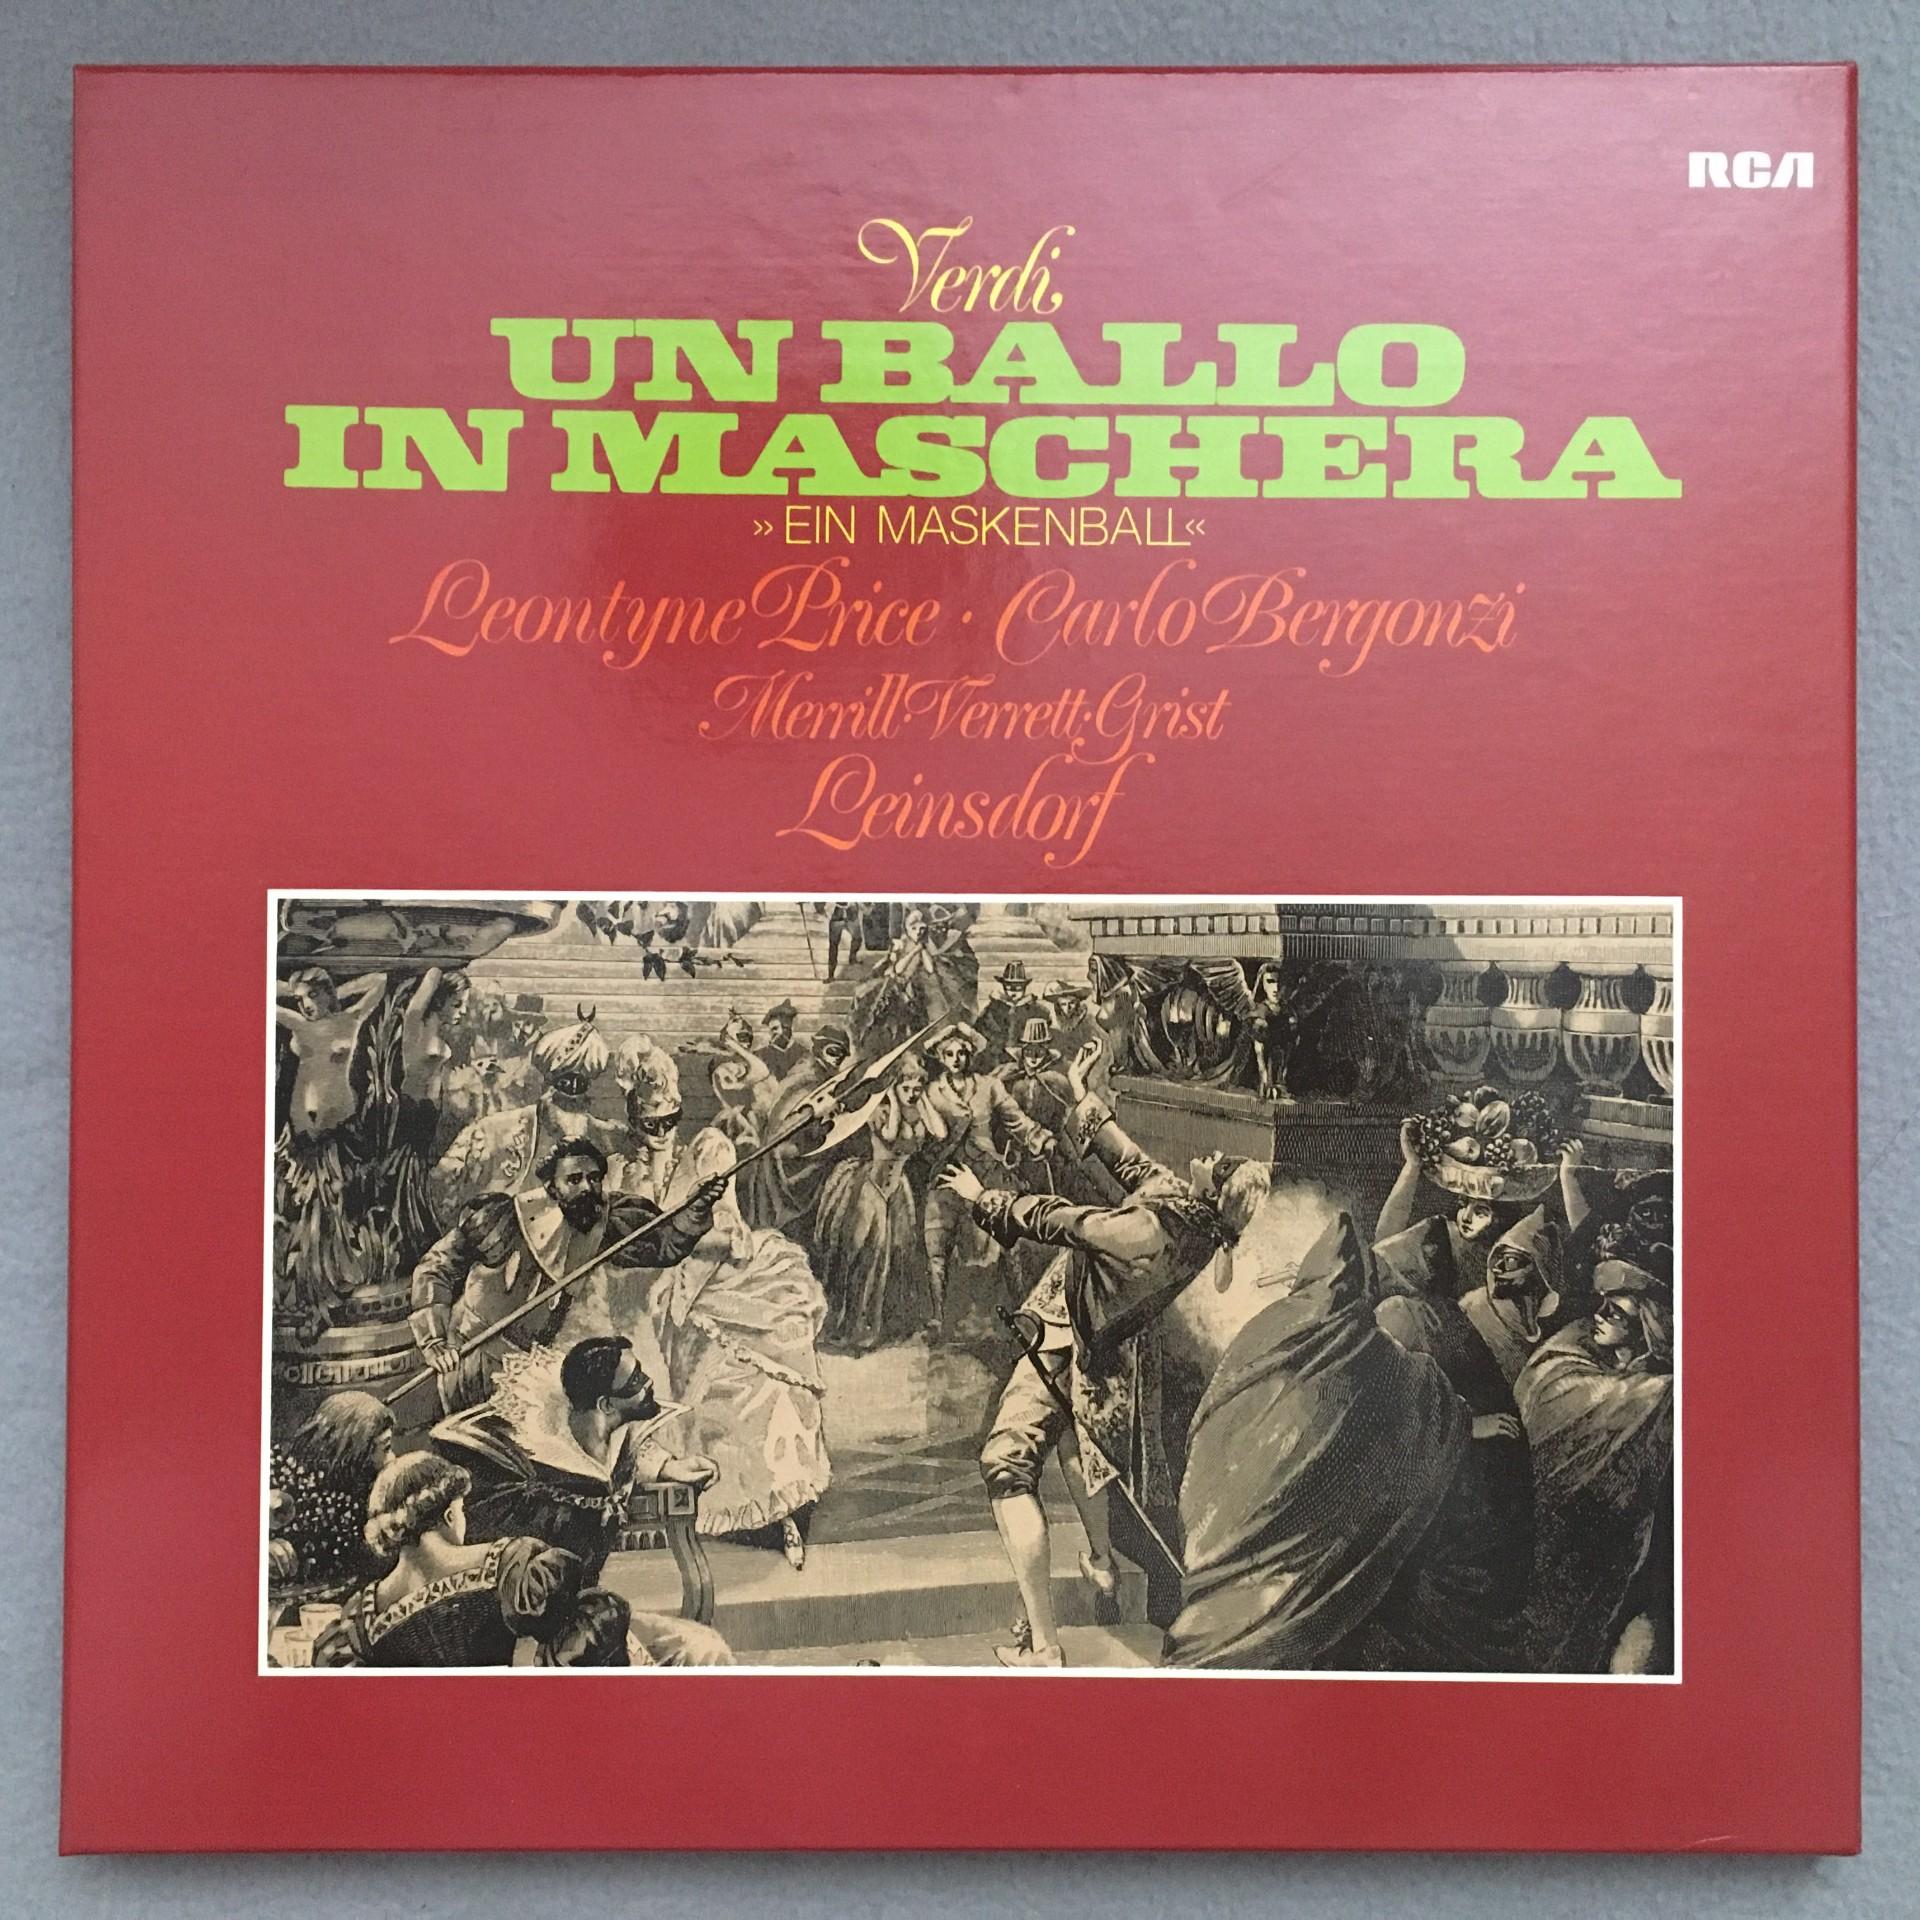 RCA
Verdi
UN BALLO
IN MASCHERA
»EIN MASKENBALL«
Leontyne Price · Carlo Bergonzi
Merrill·Verrett·Grist
Leinsdorf